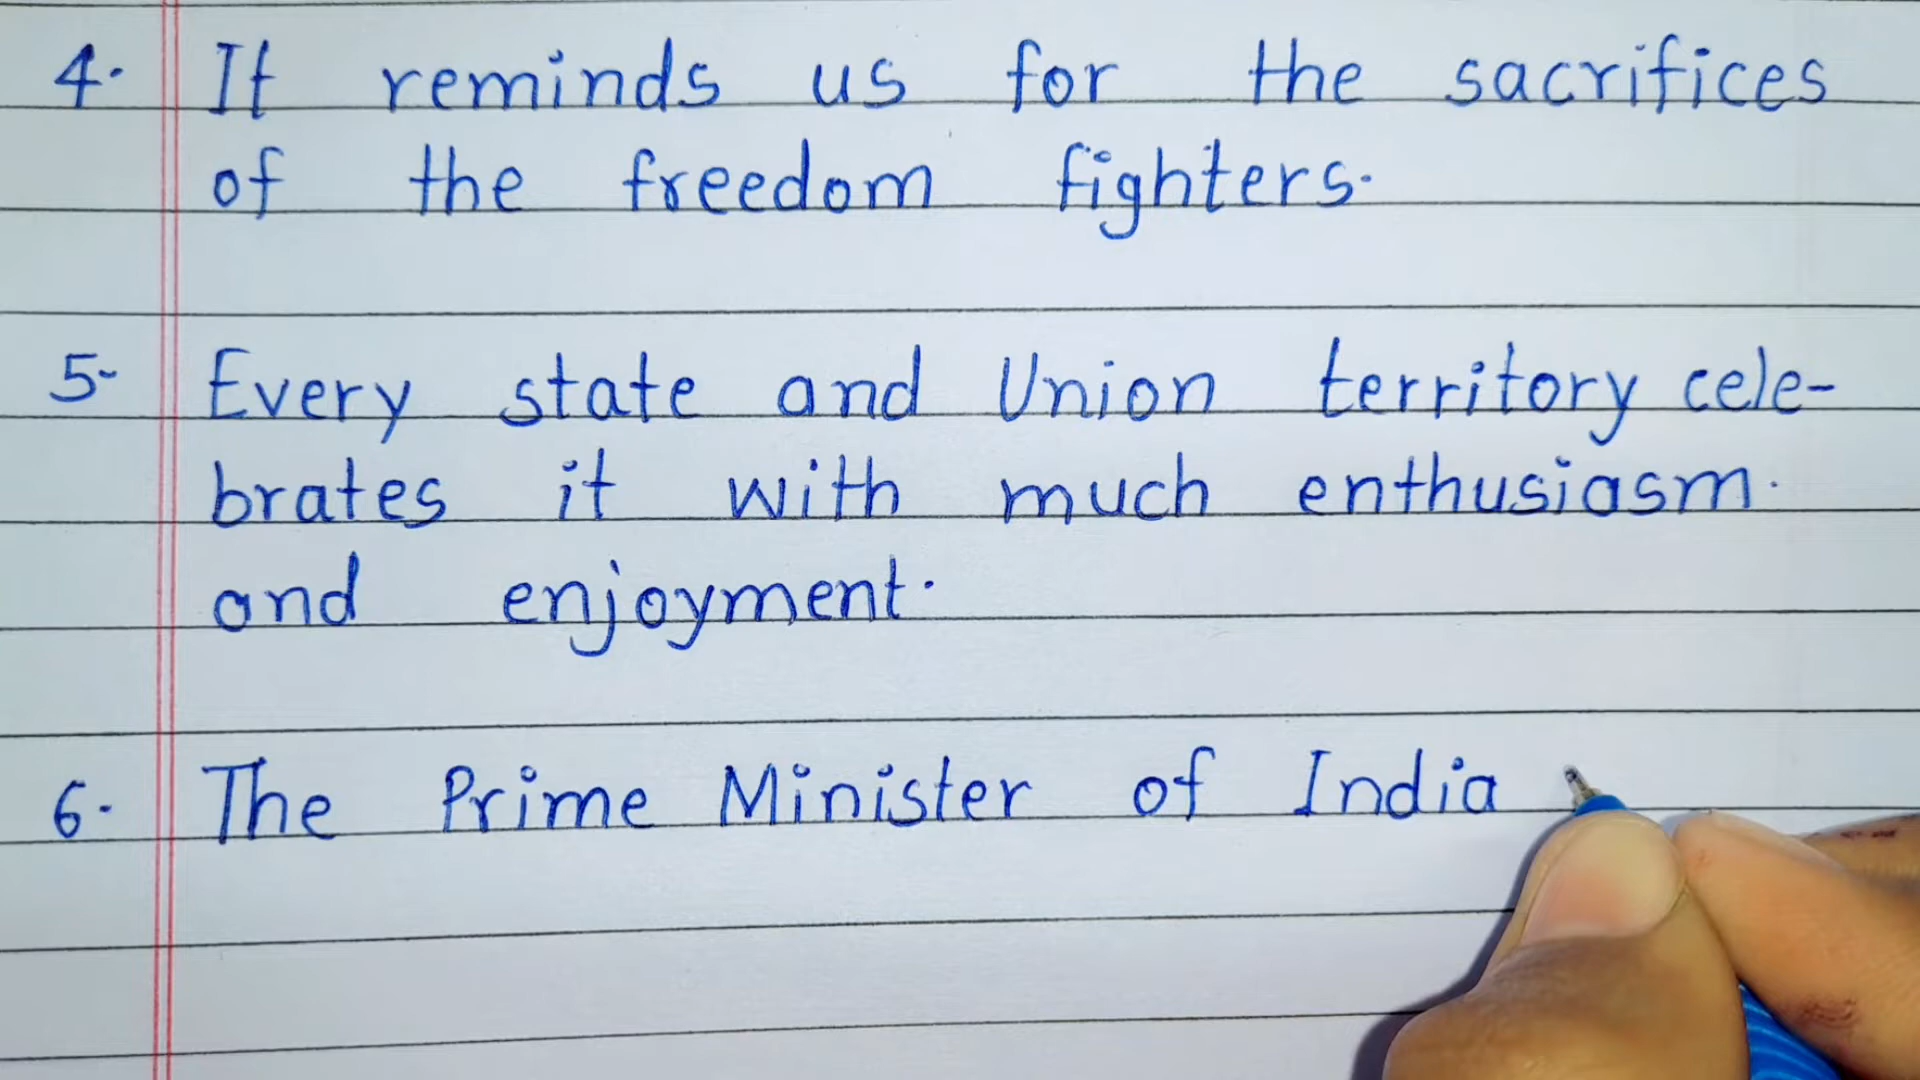 4. It reminds us for the sacrifices
of the freedom fighters.
5- Every state and Union territory cele-
brates it with much enthusiasm.
and enjoyment.
6. The Prime Minister of India